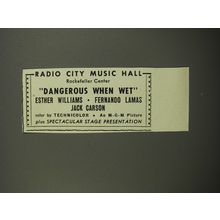 RADIO CITY MUSIC HALL
Rockefeller Center
"DANGEROUS WHEN WET"
ESTHER WILLIAMS • FERNANDO LAMAS
JACK CARSON
color by TECHNICOLOR • An M-G-M Picture
plus SPECTACULAR STAGE PRESENTATION